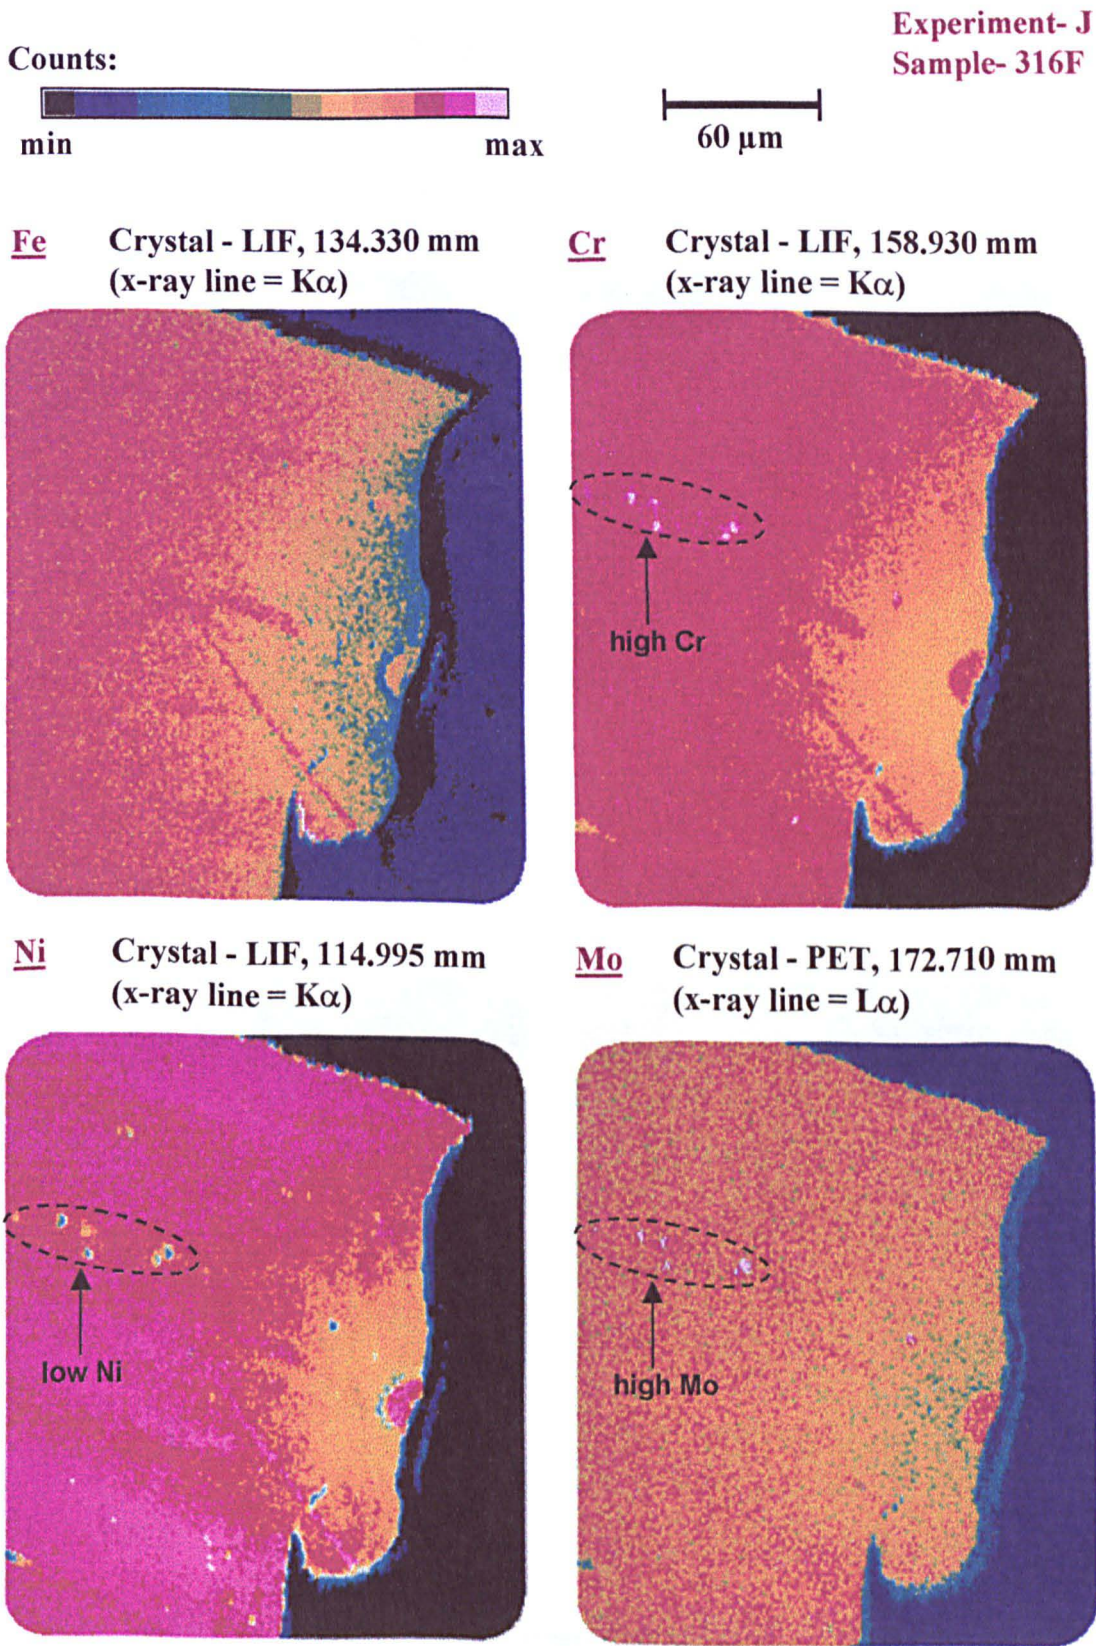 Experiment- J
Sample- 316F
Counts:
min
max
60 µm
Fe
Crystal - LIF, 134.330 mm
(x-ray line = Kα)
Cr
Crystal - LIF, 158.930 mm
(x-ray line = Kα)
high Cr
Ni
Crystal - LIF, 114.995 mm
(x-ray line = Kα)
low Ni
Mo
Crystal - PET, 172.710 mm
(x-ray line = Lα)
high Mo